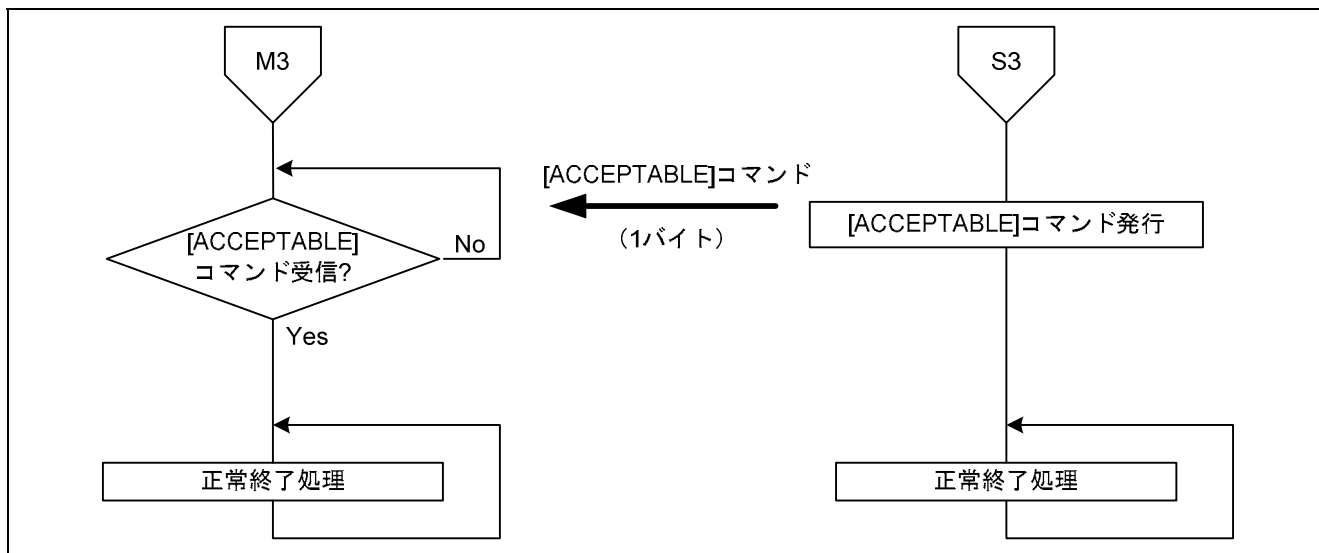 M3
S3
[ACCEPTABLE]コマンド
(1バイト)
[ACCEPTABLE]コマンド発行
[ACCEPTABLE]
コマンド受信?
No
Yes
正常終了処理
正常終了処理